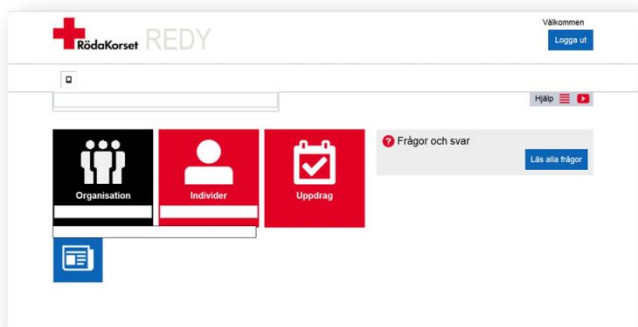 Välkommen
RödaKorset REDY
Logga ut
Hjälp
Frågor och svar
Läs alla frågor
Organisation
Individer
Uppdrag